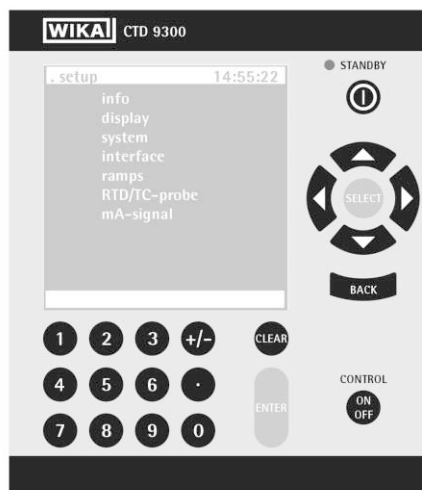 WIKA CTD 9300
STANDBY
. setup 14:55:22
info
display
system
interface
ramps
RTD/TC-probe
mA-signal
SELECT
BACK
1 2 3 +/- CLEAR
4 5 6 .
7 8 9 0
ENTER
CONTROL
ON
OFF